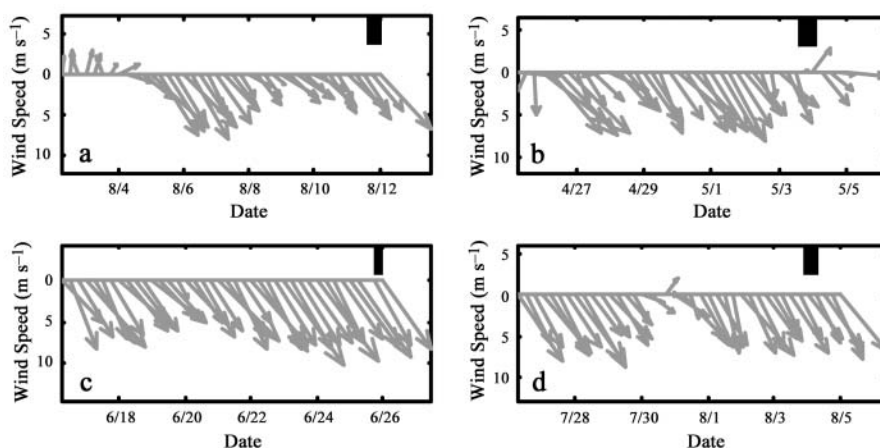 5
0
5
10
Wind Speed (m s⁻¹)
a
8/4 8/6 8/8 8/10 8/12
Date
5
0
5
10
Wind Speed (m s⁻¹)
b
4/27 4/29 5/1 5/3 5/5
Date
0
5
10
Wind Speed (m s⁻¹)
c
6/18 6/20 6/22 6/24 6/26
Date
5
0
5
10
Wind Speed (m s⁻¹)
d
7/28 7/30 8/1 8/3 8/5
Date